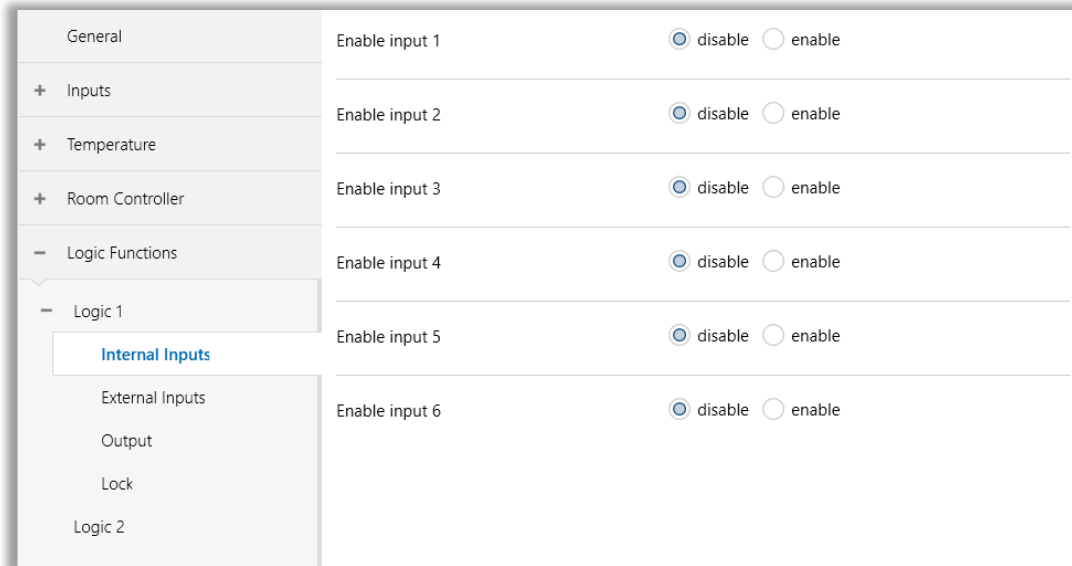 General
+ Inputs
+ Temperature
+ Room Controller
− Logic Functions
− Logic 1
Internal Inputs
External Inputs
Output
Lock
Logic 2
Enable input 1 disable enable
Enable input 2 disable enable
Enable input 3 disable enable
Enable input 4 disable enable
Enable input 5 disable enable
Enable input 6 disable enable